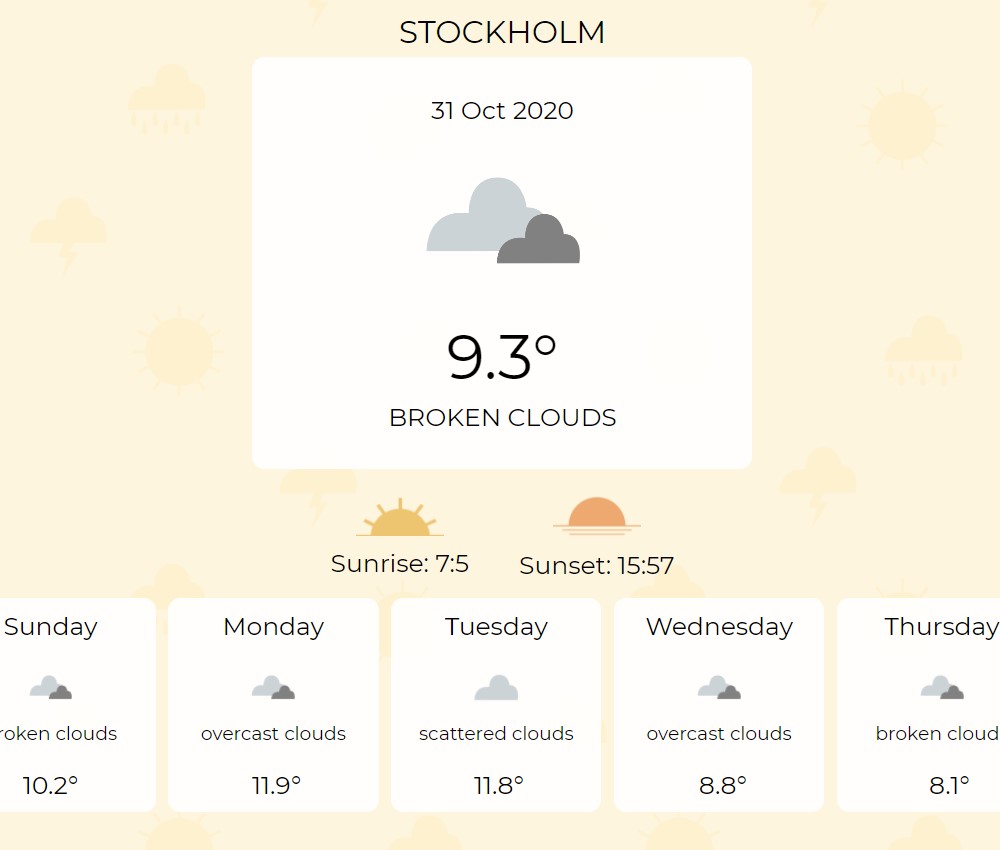 STOCKHOLM
31 Oct 2020
9.3°
BROKEN CLOUDS
Sunrise: 7:5
Sunset: 15:57
Sunday
roken clouds
10.2°
Monday
overcast clouds
11.9°
Tuesday
scattered clouds
11.8°
Wednesday
overcast clouds
8.8°
Thursday
broken cloud
8.1°